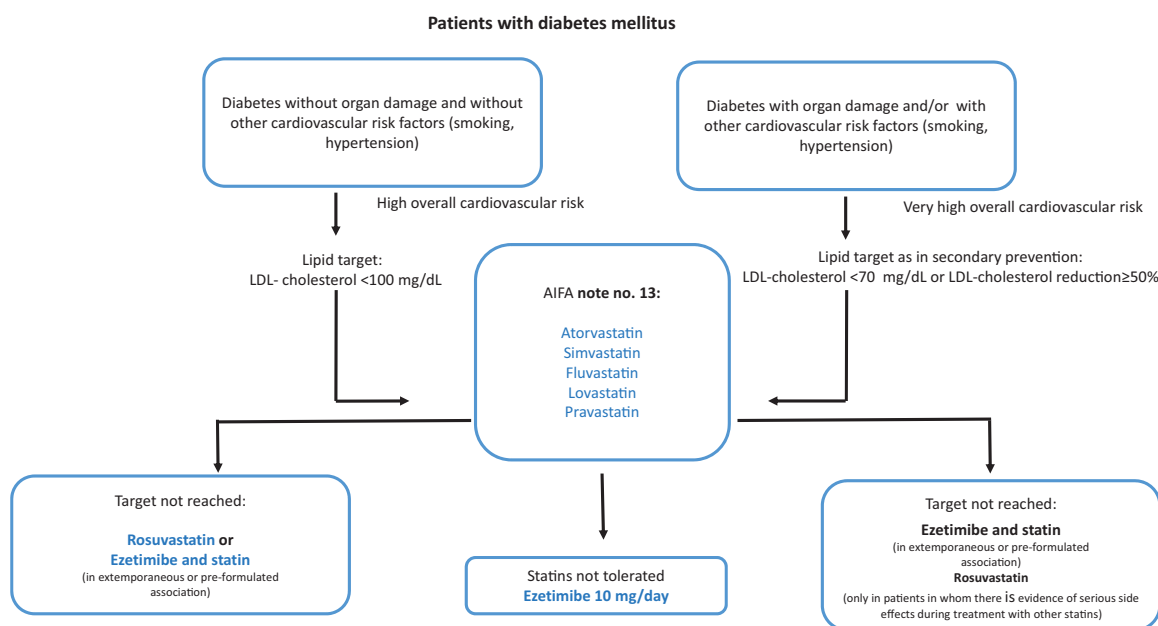 Patients with diabetes mellitus
Diabetes without organ damage and without
other cardiovascular risk factors (smoking,
hypertension)
Diabetes with organ damage and/or with
other cardiovascular risk factors (smoking,
hypertension)
High overall cardiovascular risk
Very high overall cardiovascular risk
Lipid target:
LDL- cholesterol <100 mg/dL
Lipid target as in secondary prevention:
LDL-cholesterol <70 mg/dL or LDL-cholesterol reduction≥50%
AIFA note no. 13:
Atorvastatin
Simvastatin
Fluvastatin
Lovastatin
Pravastatin
Target not reached:
Rosuvastatin or
Ezetimibe and statin
(in extemporaneous or pre-formulated
association)
Statins not tolerated
Ezetimibe 10 mg/day
Target not reached:
Ezetimibe and statin
(in extemporaneous or pre-formulated
association)
Rosuvastatin
(only in patients in whom there is evidence of serious side
effects during treatment with other statins)